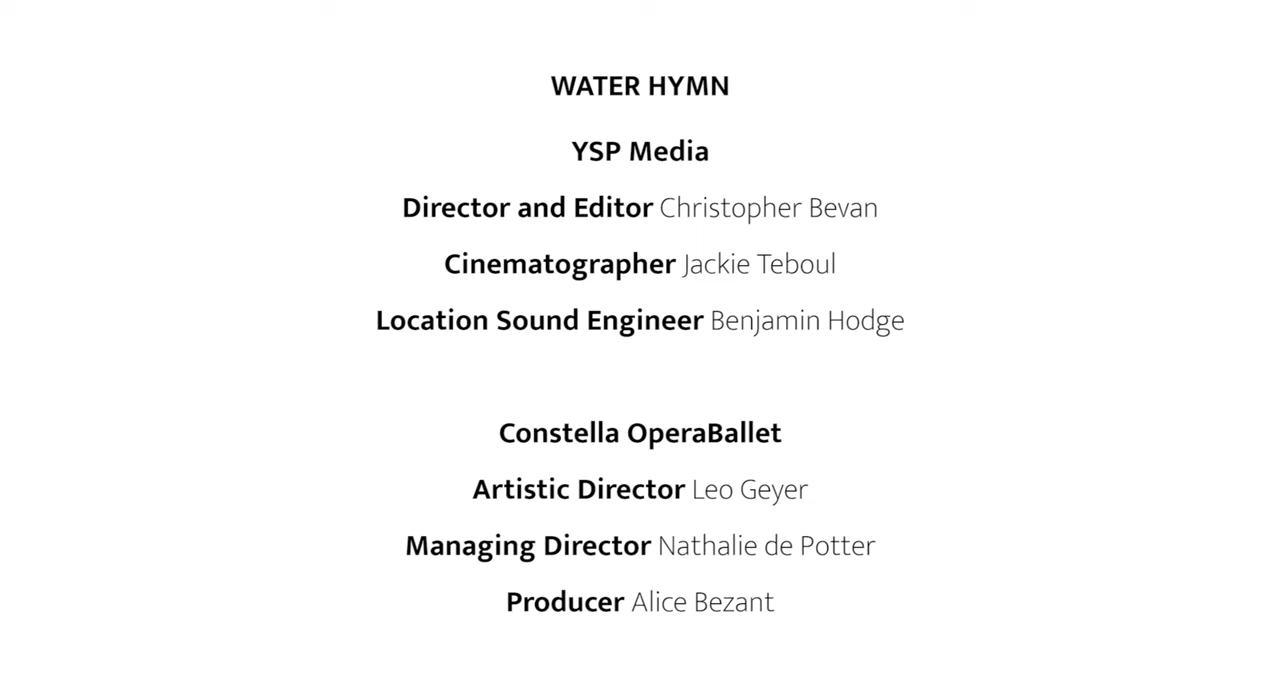 WATER HYMN
YSP Media
Director and Editor Christopher Bevan
Cinematographer Jackie Teboul
Location Sound Engineer Benjamin Hodge
Constella OperaBallet
Artistic Director Leo Geyer
Managing Director Nathalie de Potter
Producer Alice Bezant